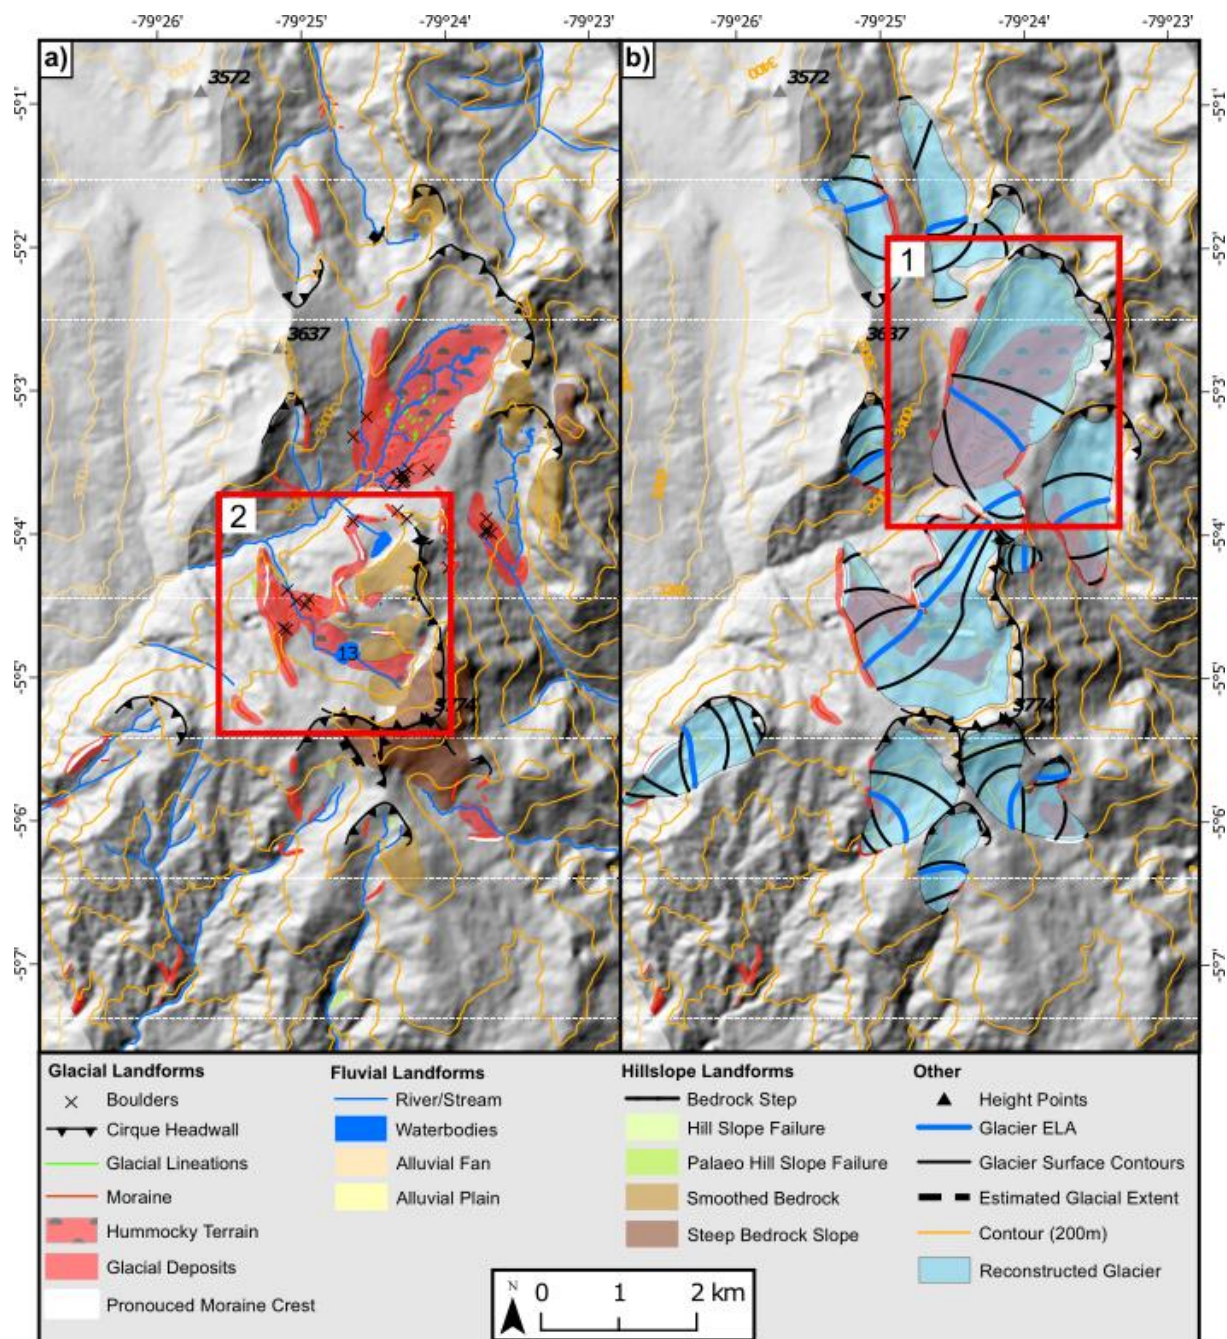 -79°26' -79°25' -79°24' -79°23' -79°26' -79°25' -79°24' -79°23'
a) b)
3572 3400 3572
-5°1' -5°1'
-5°2' -5°2'
1
3637 3637
-5°3' -5°3'
3400 3400
2
-5°4' -5°4'
13
-5°5' -5°5'
3774 3774
-5°6' -5°6'
-5°7' -5°7'
Glacial Landforms
Boulders
Cirque Headwall
Glacial Lineations
Moraine
Hummocky Terrain
Glacial Deposits
Pronouced Moraine Crest
Fluvial Landforms
River/Stream
Waterbodies
Alluvial Fan
Alluvial Plain
Hillslope Landforms
Bedrock Step
Hill Slope Failure
Palaeo Hill Slope Failure
Smoothed Bedrock
Steep Bedrock Slope
Other
Height Points
Glacier ELA
Glacier Surface Contours
Estimated Glacial Extent
Contour (200m)
Reconstructed Glacier
N
0 1 2 km